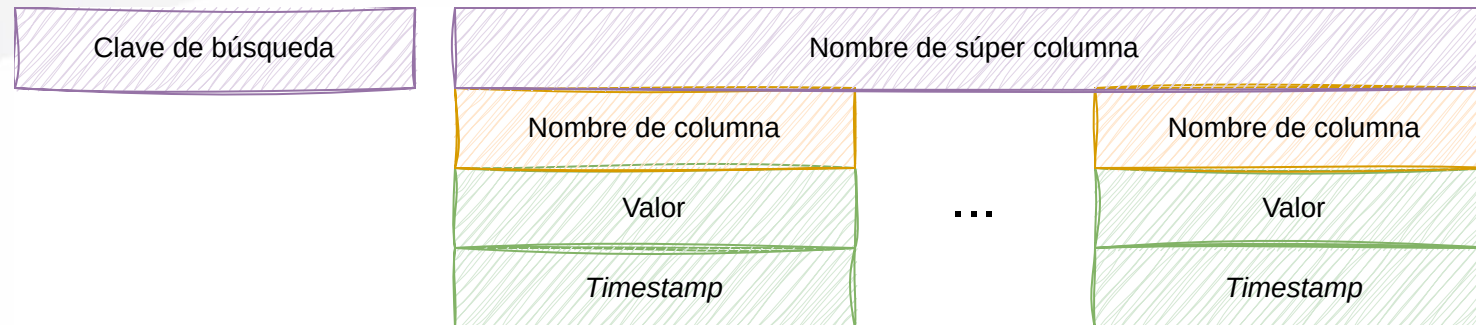 Clave de búsqueda
Nombre de súper columna
Nombre de columna
Nombre de columna
Valor
...
Valor
Timestamp
Timestamp